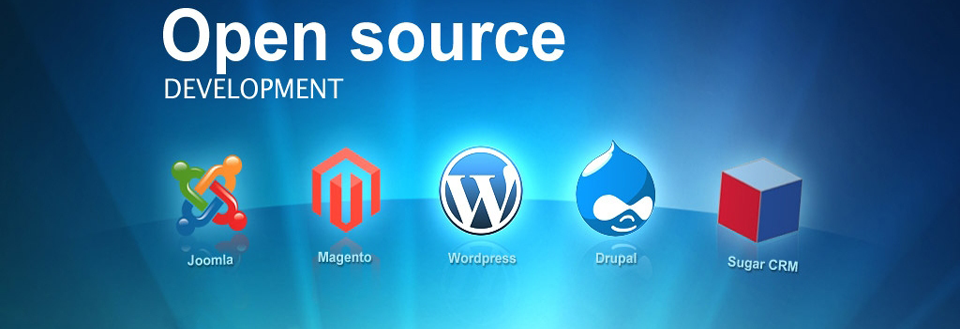 Open source
DEVELOPMENT
Joomla
Magento
Wordpress
Drupal
Sugar CRM